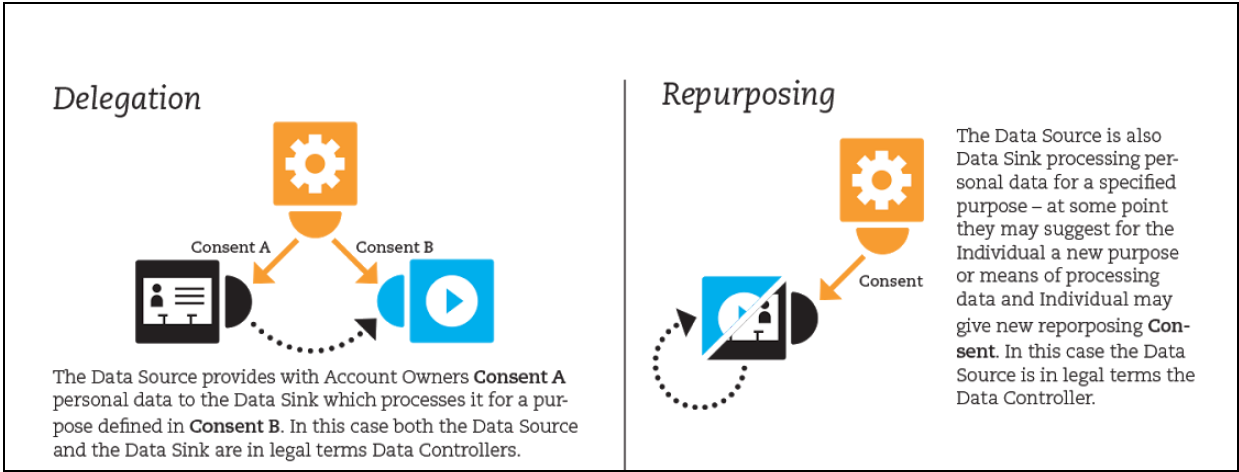 Delegation
Consent A
Consent B
The Data Source provides with Account Owners Consent A
personal data to the Data Sink which processes it for a pur-
pose defined in Consent B. In this case both the Data Source
and the Data Sink are in legal terms Data Controllers.
Repurposing
Consent
The Data Source is also
Data Sink processing per-
sonal data for a specified
purpose – at some point
they may suggest for the
Individual a new purpose
or means of processing
data and Individual may
give new reporposing Con-
sent. In this case the Data
Source is in legal terms the
Data Controller.